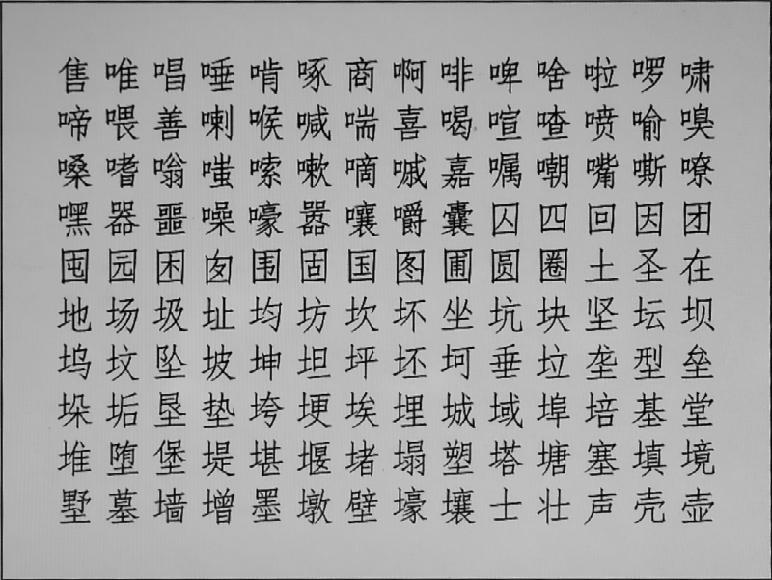 售唯唱唾啃啄商啊啡啤啥啦啰啸
啼喂善喇喉喊喘喜喝喧喳喷喻嗅
嗓嗜嗡嗤嗦嗽嘀嘁嘉嘱嘲嘴嘶嘹
嘿器噩噪嚎嚣嚷嚼囊囚四回因团
囤园困囱围固国图圃圆圈土圣在
地场圾址均坊坎坏坐坑块坚坛坝
坞坟坠坡坤坦坪坯坷垂垃垄型垒
垛垢垦垫垮埂埃埋城域埠培基堂
堆堕堡堤堪堰堵塌塑塔塘塞填境
墅墓墙增墨墩壁壕壤士壮声壳壶